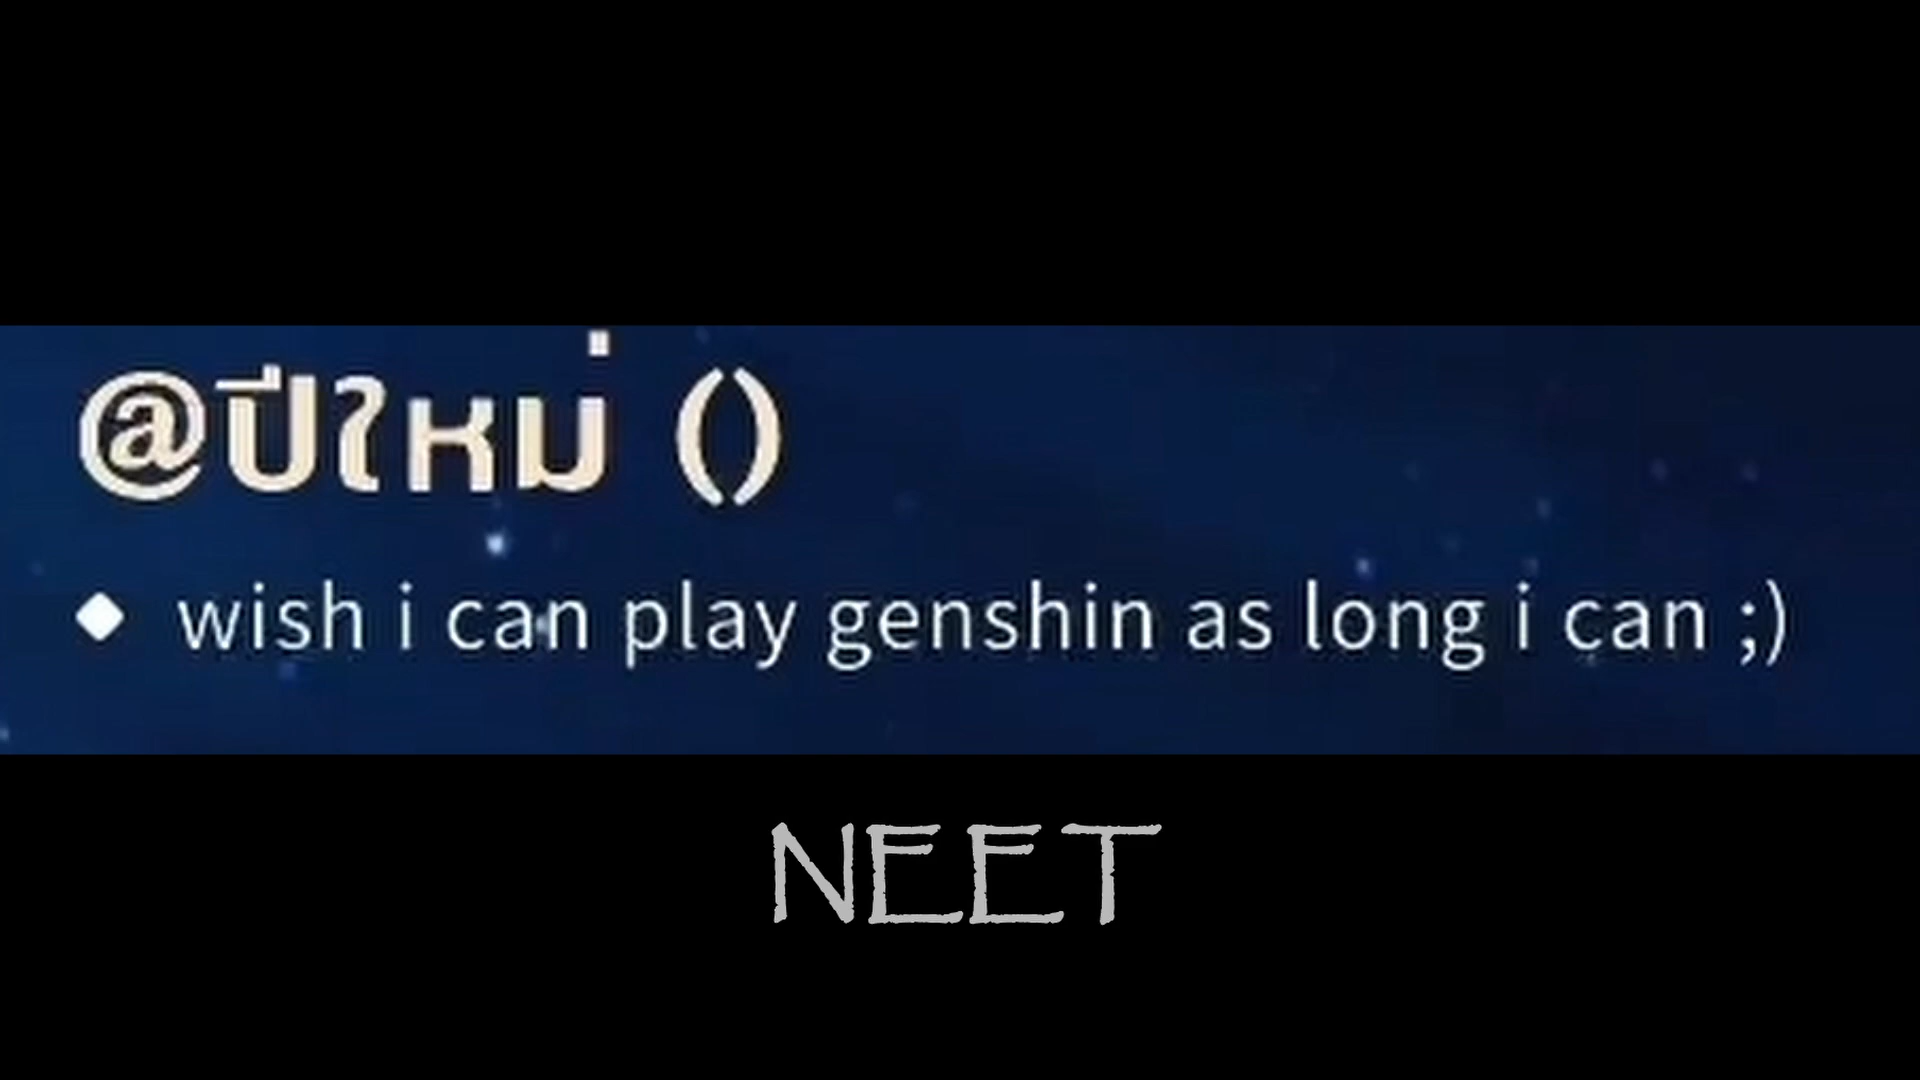 @ปีใหม่ ()
◆ wish i can play genshin as long i can ;)
NEET